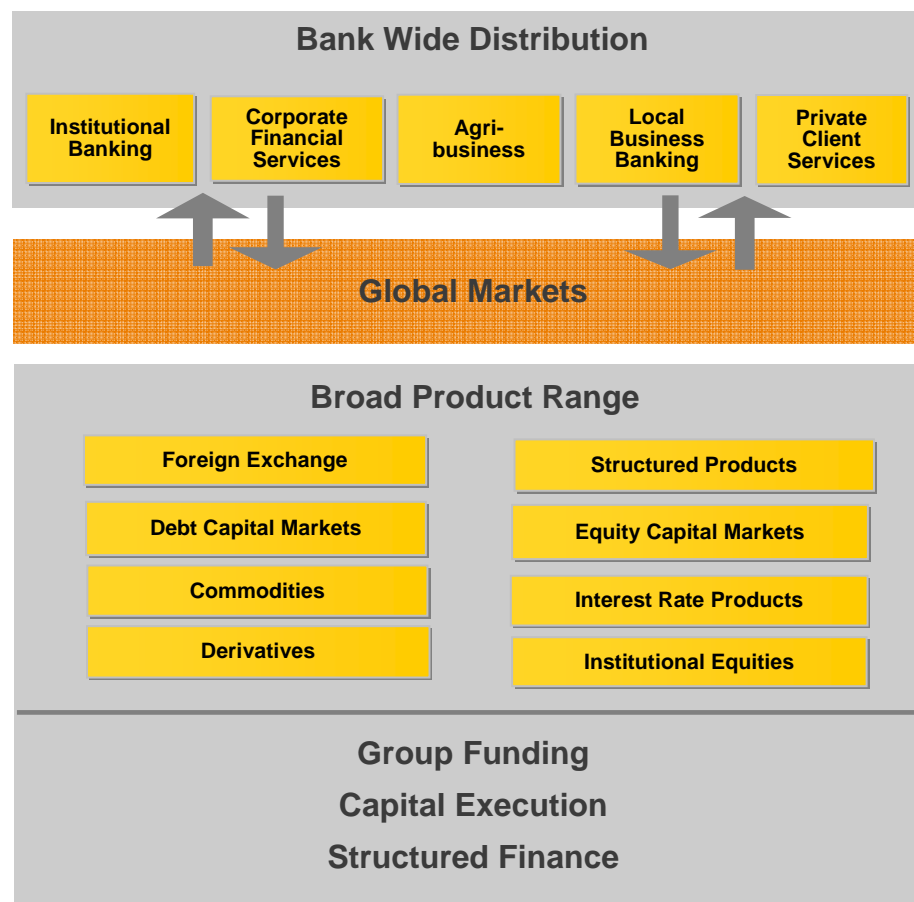 Bank Wide Distribution
Institutional
Banking
Corporate
Financial
Services
Agri-
business
Local
Business
Banking
Private
Client
Services
Global Markets
Broad Product Range
Foreign Exchange
Structured Products
Debt Capital Markets
Equity Capital Markets
Commodities
Interest Rate Products
Derivatives
Institutional Equities
Group Funding
Capital Execution
Structured Finance